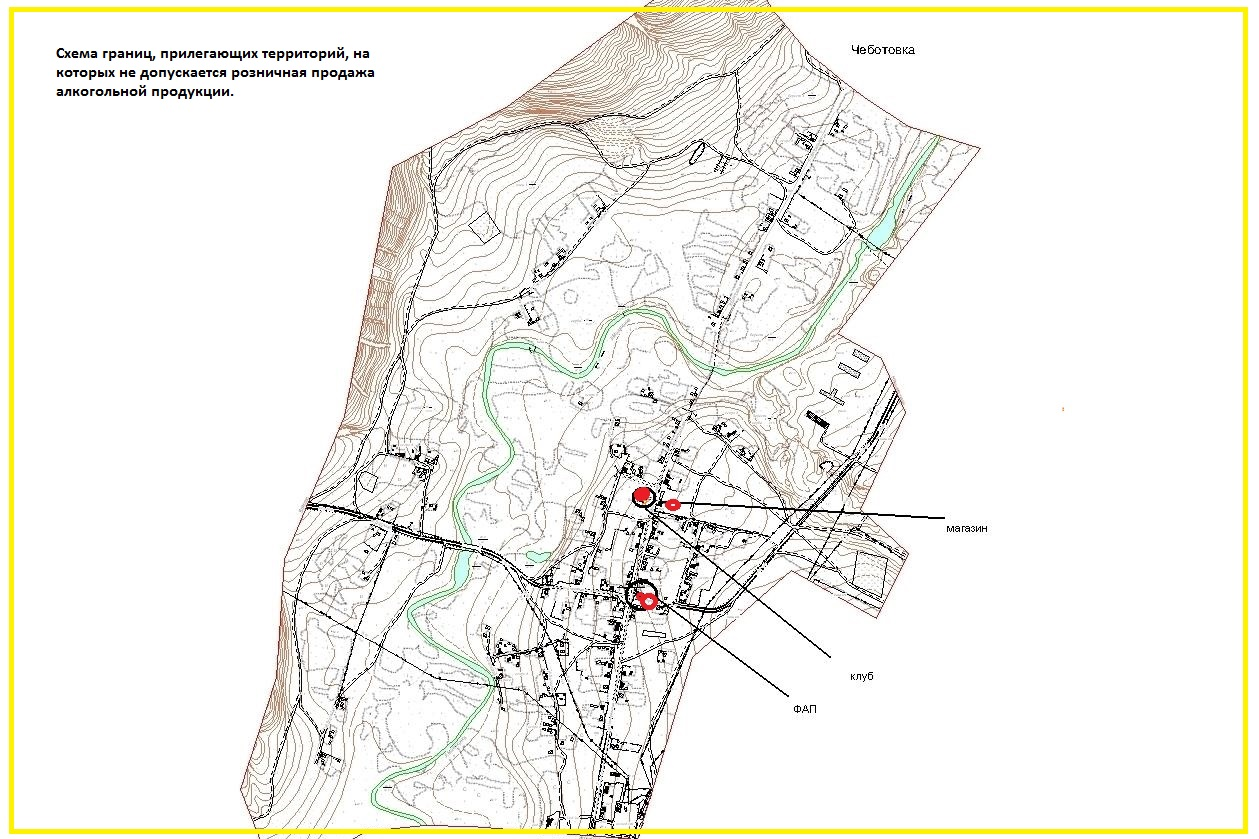 Схема границ, прилегающих территорий, на
которых не допускается розничная продажа
алкогольной продукции.
Чеботовка
магазин
клуб
ФАП